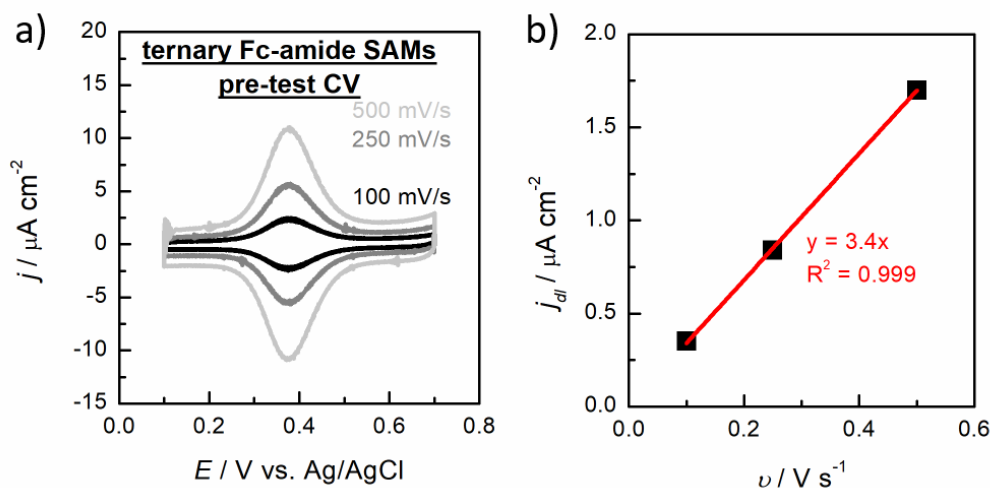 a)
ternary Fc-amide SAMs
pre-test CV
500 mV/s
250 mV/s
100 mV/s
20
15
10
5
0
-5
-10
-15
0.0
0.2
0.4
0.6
0.8
j / μA cm⁻²
E / V vs. Ag/AgCl
b)
2.0
1.5
1.0
0.5
0.0
0.0
0.2
0.4
0.6
y = 3.4x
R² = 0.999
j_dl / μA cm⁻²
υ / V s⁻¹